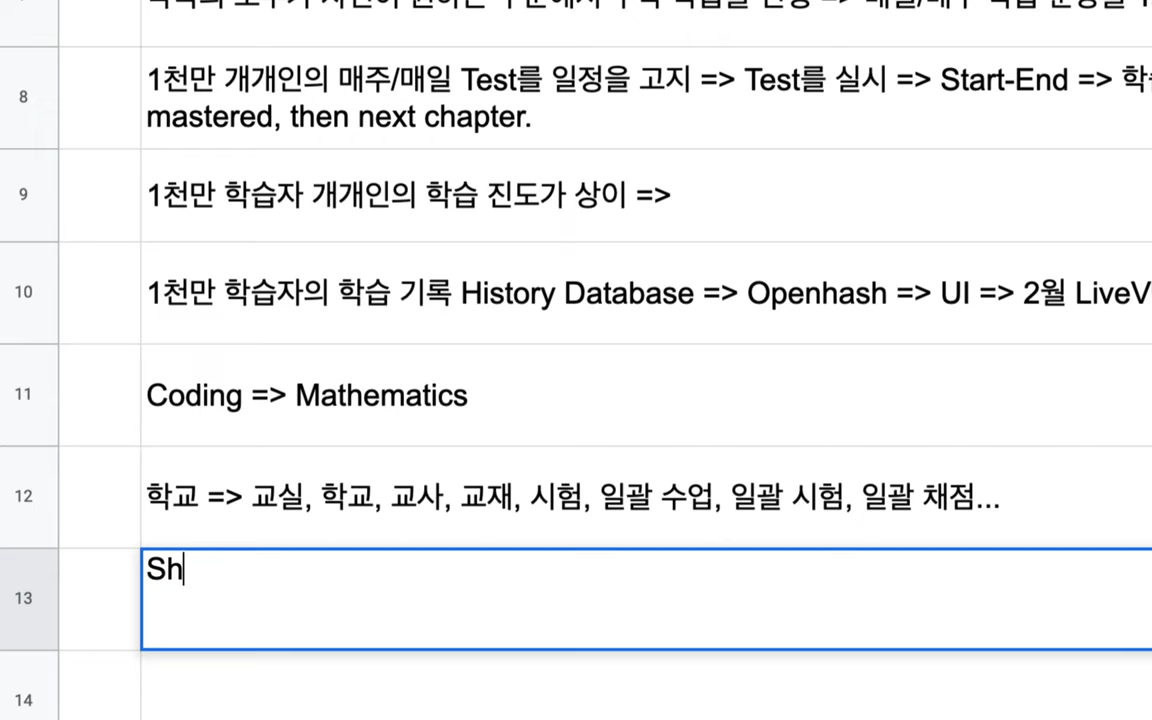 8
1천만 개개인의 매주/매일 Test를 일정을 고지 => Test를 실시 => Start-End =>
mastered, then next chapter.
9
1천만 학습자 개개인의 학습 진도가 상이 =>
10
1천만 학습자의 학습 기록 History Database => Openhash => UI => 2월 LiveV
11
Coding => Mathematics
12
학교 => 교실, 학교, 교사, 교재, 시험, 일괄 수업, 일괄 시험, 일괄 채점...
13
Sh
14